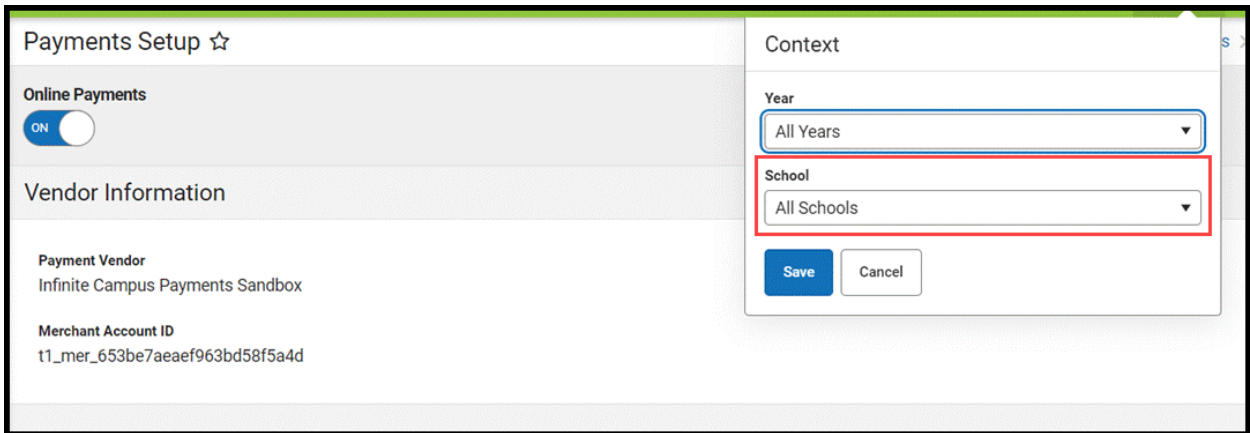 Payments Setup
Online Payments
ON
Vendor Information
Payment Vendor
Infinite Campus Payments Sandbox
Merchant Account ID
t1_mer_653be7aeaef963bd58f5a4d
Context
Year
All Years
School
All Schools
Save Cancel
s